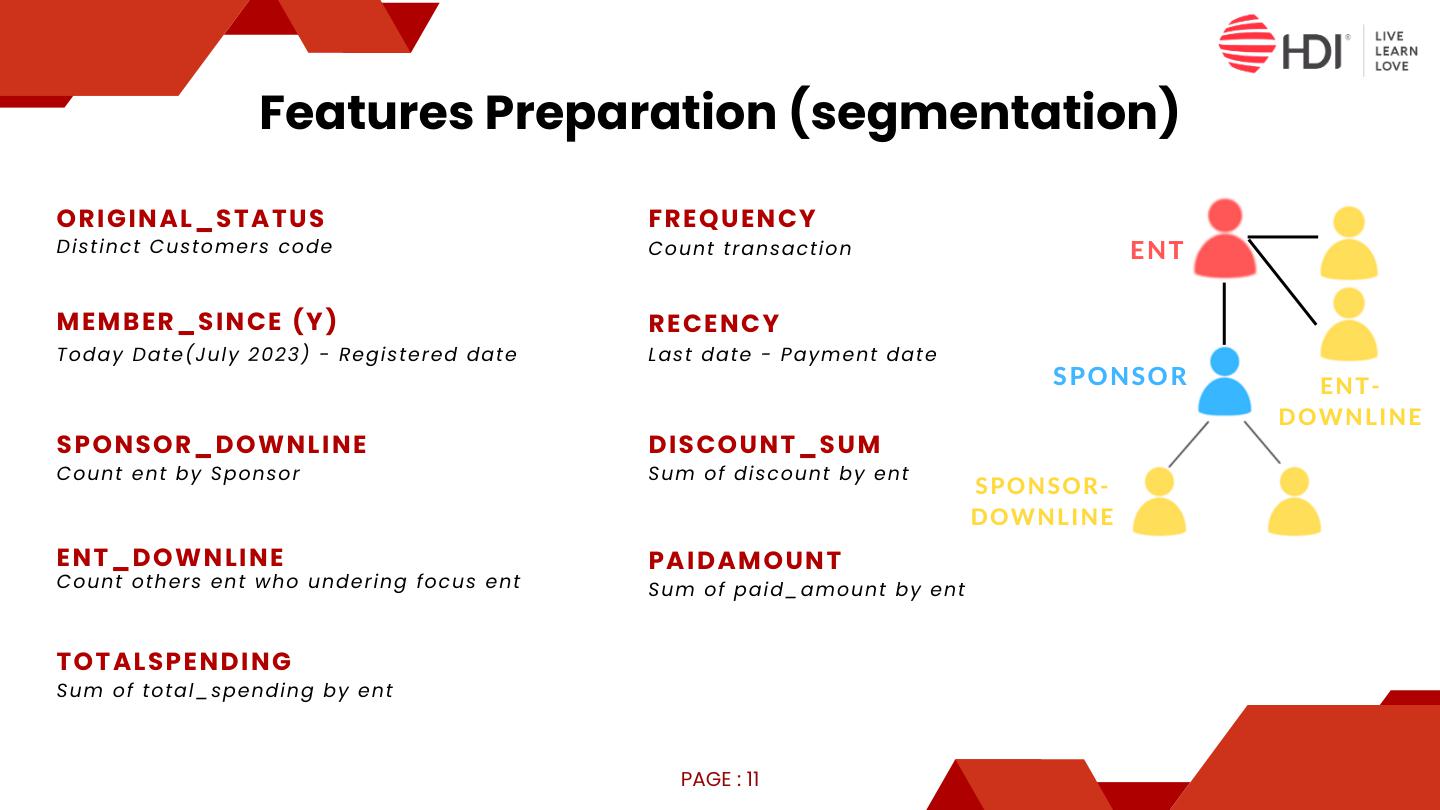 HDI®
LIVE
LEARN
LOVE
Features Preparation (segmentation)
ORIGINAL_STATUS
Distinct Customers code
MEMBER_SINCE (Y)
Today Date(July 2023) - Registered date
SPONSOR_DOWNLINE
Count ent by Sponsor
ENT_DOWNLINE
Count others ent who undering focus ent
TOTALSPENDING
Sum of total_spending by ent
FREQUENCY
Count transaction
RECENCY
Last date - Payment date
DISCOUNT_SUM
Sum of discount by ent
PAIDAMOUNT
Sum of paid_amount by ent
ENT
SPONSOR
ENT-
DOWNLINE
SPONSOR-
DOWNLINE
PAGE : 11